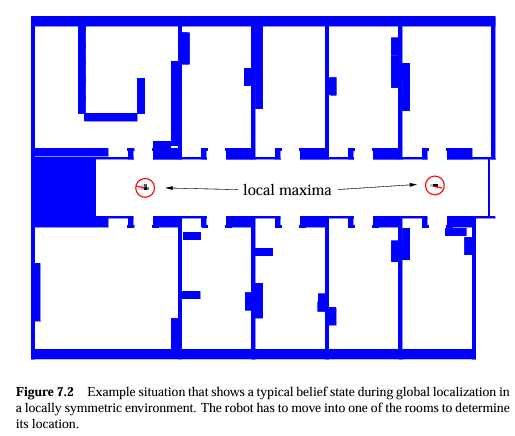 local maxima
Figure 7.2 Example situation that shows a typical belief state during global localization in
a locally symmetric environment. The robot has to move into one of the rooms to determine
its location.